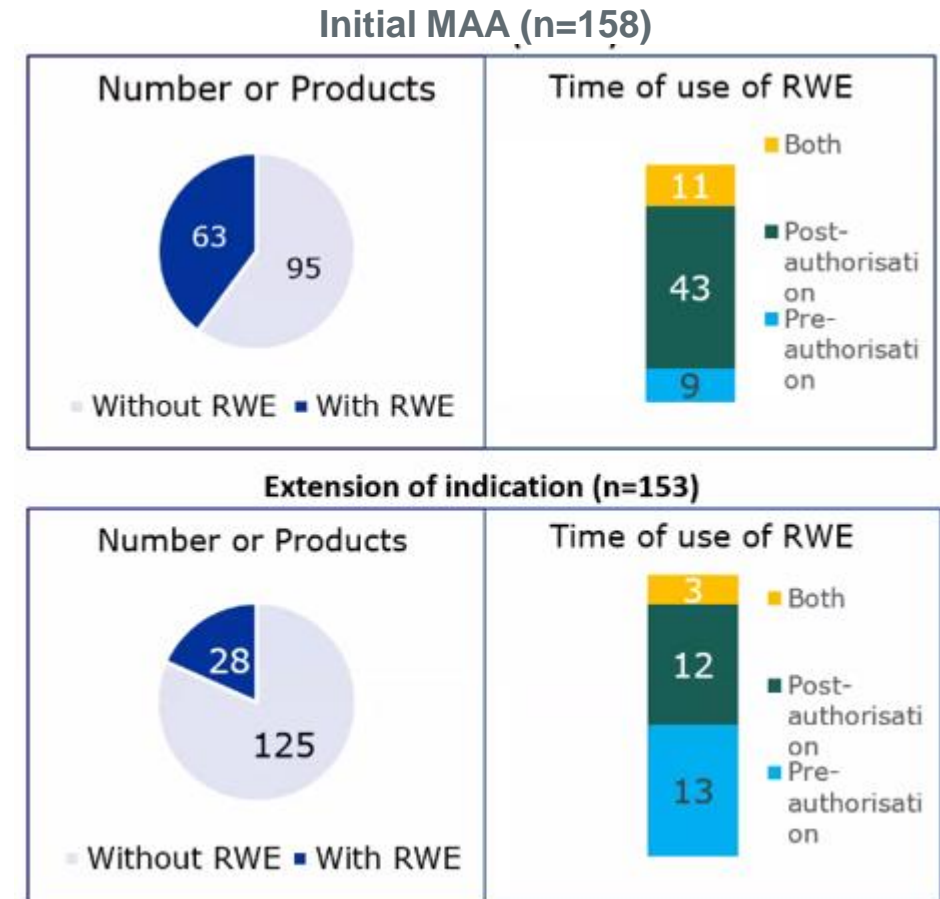 Initial MAA (n=158)
Number or Products
63
95
Without RWE With RWE
Time of use of RWE
11
43
9
Both
Post-
authorisati
on
Pre-
authorisati
on
Extension of indication (n=153)
Number or Products
28
125
Without RWE With RWE
Time of use of RWE
3
12
13
Both
Post-
authorisati
on
Pre-
authorisati
on